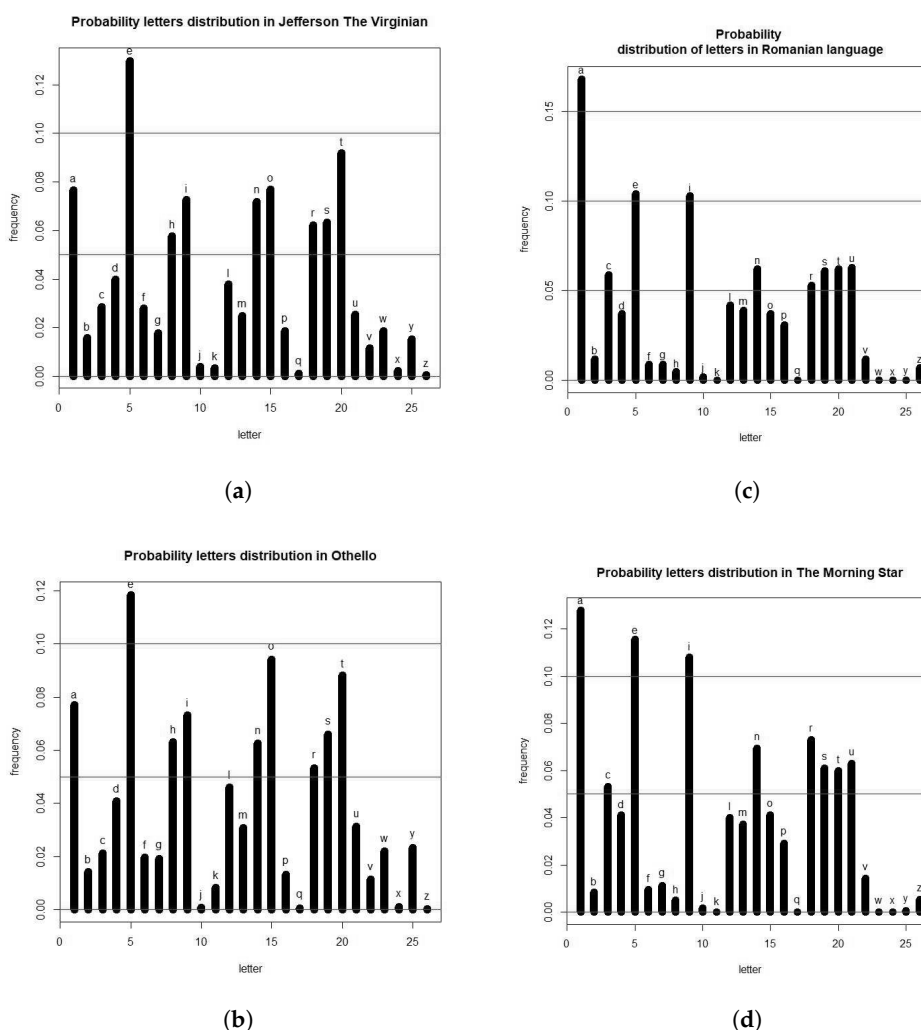 Probability letters distribution in Jefferson The Virginian
frequency
0.00 0.02 0.04 0.06 0.08 0.10 0.12
a b c d e f g h i j k l m n o p q r s t u v w x y z
0 5 10 15 20 25
letter
(a)
Probability
distribution of letters in Romanian language
frequency
0.00 0.05 0.10 0.15
a b c d e f g h i j k l m n o p q r s t u v w x y z
0 5 10 15 20 25
letter
(c)
Probability letters distribution in Othello
frequency
0.00 0.02 0.04 0.06 0.08 0.10 0.12
a b c d e f g h i j k l m n o p q r s t u v w x y z
0 5 10 15 20 25
letter
(b)
Probability letters distribution in The Morning Star
frequency
0.00 0.02 0.04 0.06 0.08 0.10 0.12
a b c d e f g h i j k l m n o p q r s t u v w x y z
0 5 10 15 20 25
letter
(d)